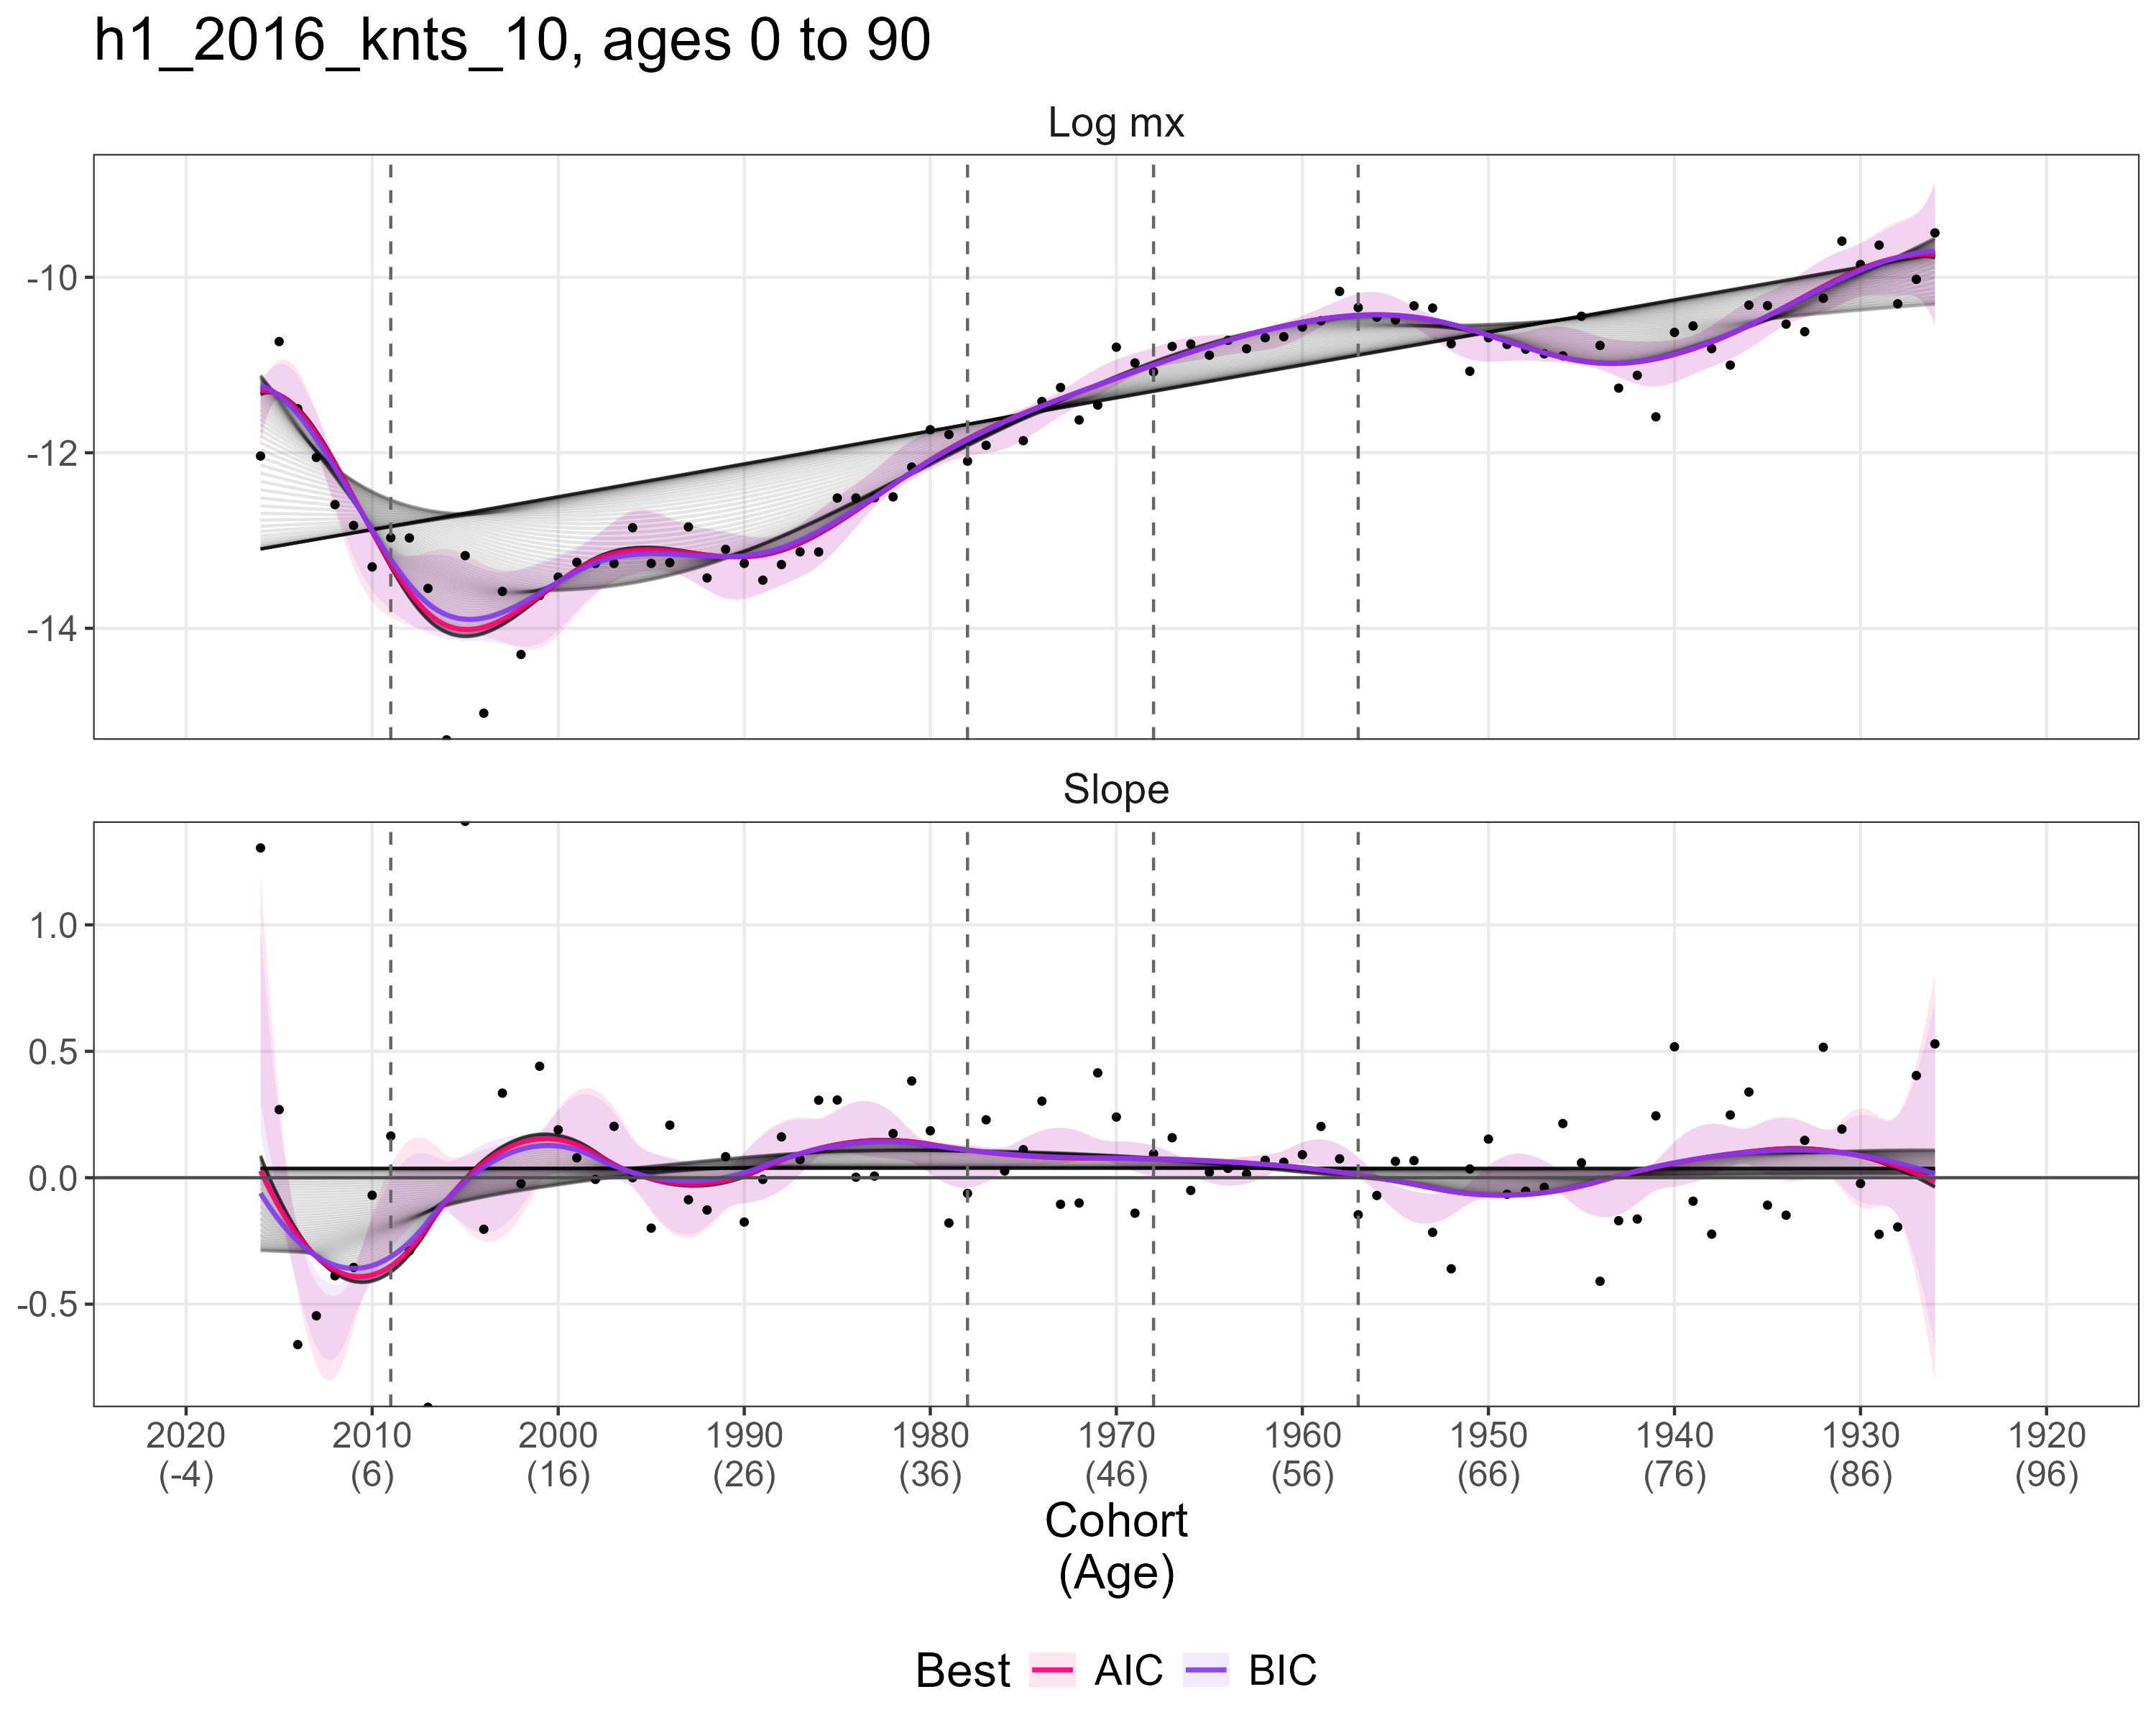 h1_2016_knts_10, ages 0 to 90
Log mx
-10
-12
-14
Slope
1.0
0.5
0.0
-0.5
2020 2010 2000 1990 1980 1970 1960 1950 1940 1930 1920
(-4) (6) (16) (26) (36) (46) (56) (66) (76) (86) (96)
Cohort
(Age)
Best AIC BIC